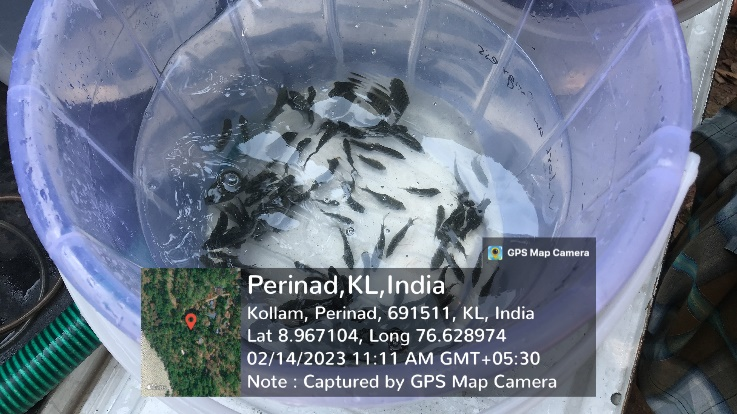 GPS Map Camera
Perinad,KL,India
Kollam, Perinad, 691511, KL, India
Lat 8.967104, Long 76.628974
02/14/2023 11:11 AM GMT+05:30
Note : Captured by GPS Map Camera